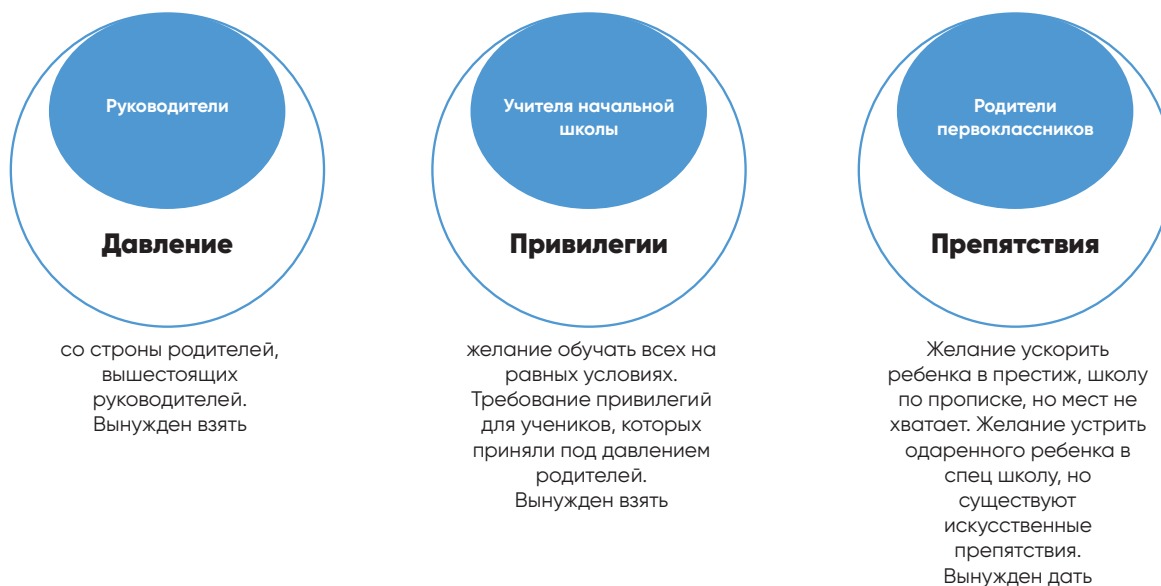 Руководители
Давление
со строны родителей,
вышестоящих
руководителей.
Вынужден взять
Учителя начальной
школы
Привилегии
желание обучать всех на
равных условиях.
Требование привилегий
для учеников, которых
приняли под давлением
родителей.
Вынужден взять
Родители
первоклассников
Препятствия
Желание ускорить
ребенка в престиж, школу
по прописке, но мест не
хватает. Желание устрить
одаренного ребенка в
спец школу, но
существуют
искусственные
препятствия.
Вынужден дать